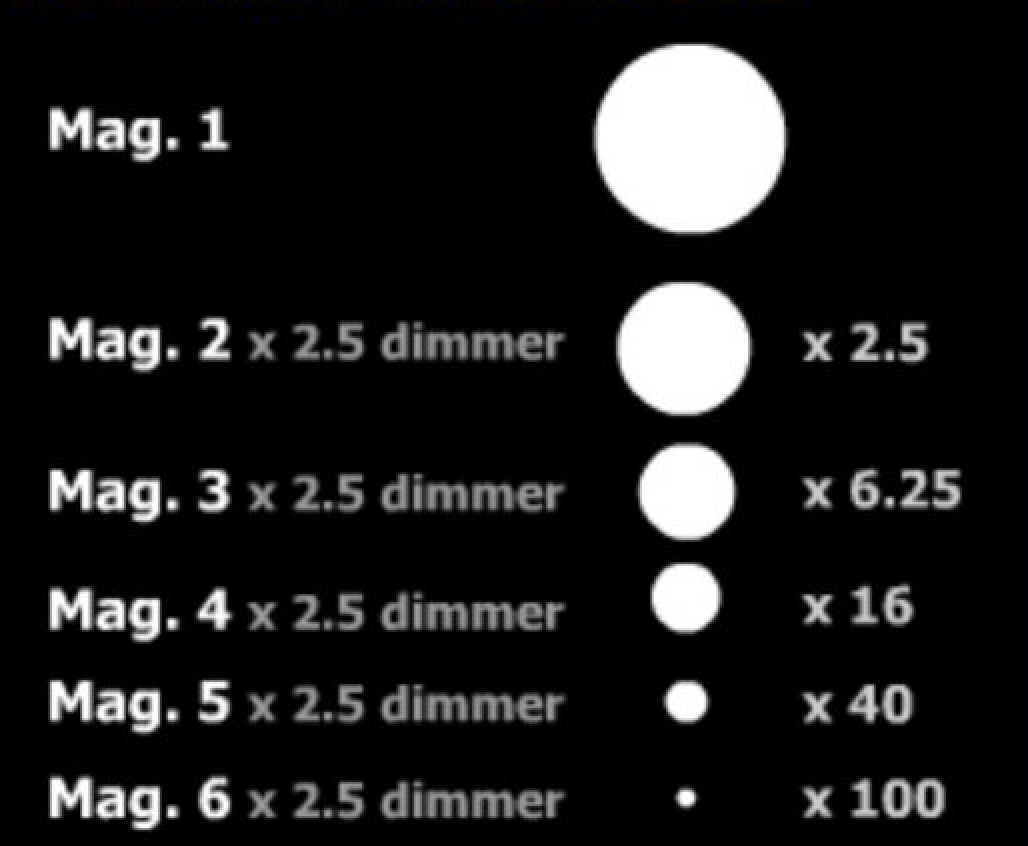 Mag. 1
Mag. 2 x 2.5 dimmer x 2.5
Mag. 3 x 2.5 dimmer x 6.25
Mag. 4 x 2.5 dimmer x 16
Mag. 5 x 2.5 dimmer x 40
Mag. 6 x 2.5 dimmer x 100